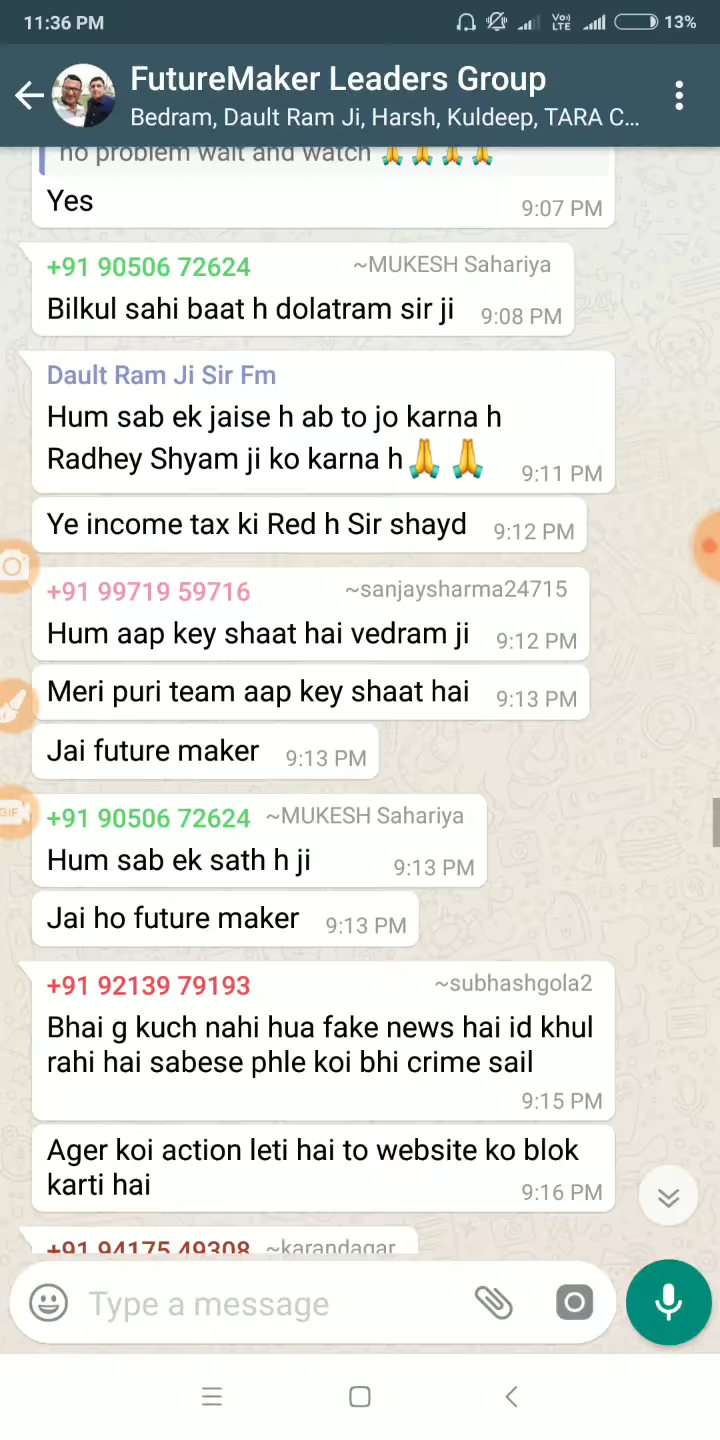 11:36 PM
Vo)) LTE 13%
FutureMaker Leaders Group
Bedram, Dault Ram Ji, Harsh, Kuldeep, TARA C...
no problem wait and watch 🙏🙏🙏🙏
Yes
9:07 PM
+91 90506 72624 ~MUKESH Sahariya
Bilkul sahi baat h dolatram sir ji 9:08 PM
Dault Ram Ji Sir Fm
Hum sab ek jaise h ab to jo karna h
Radhey Shyam ji ko karna h🙏 🙏 9:11 PM
Ye income tax ki Red h Sir shayd 9:12 PM
+91 99719 59716 ~sanjaysharma24715
Hum aap key shaat hai vedram ji 9:12 PM
Meri puri team aap key shaat hai 9:13 PM
Jai future maker 9:13 PM
GIF
+91 90506 72624 ~MUKESH Sahariya
Hum sab ek sath h ji 9:13 PM
Jai ho future maker 9:13 PM
+91 92139 79193 ~subhashgola2
Bhai g kuch nahi hua fake news hai id khul
rahi hai sabese phle koi bhi crime sail
9:15 PM
Ager koi action leti hai to website ko blok
karti hai 9:16 PM
+91 94175 49308 ~karandagar
Type a message